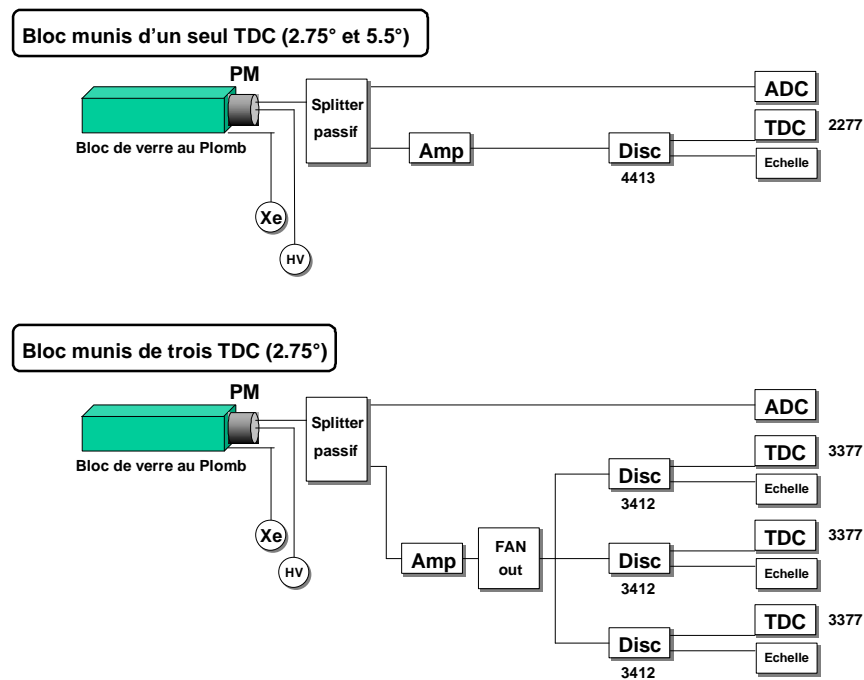 Bloc munis d'un seul TDC (2.75° et 5.5°)
PM
Splitter
passif
ADC
TDC 2277
Bloc de verre au Plomb
Amp
Disc
Echelle
4413
Xe
HV
Bloc munis de trois TDC (2.75°)
PM
Splitter
passif
ADC
TDC 3377
Bloc de verre au Plomb
Disc
Echelle
3412
Xe
HV
Amp
FAN
out
TDC 3377
Disc
Echelle
3412
TDC 3377
Disc
Echelle
3412